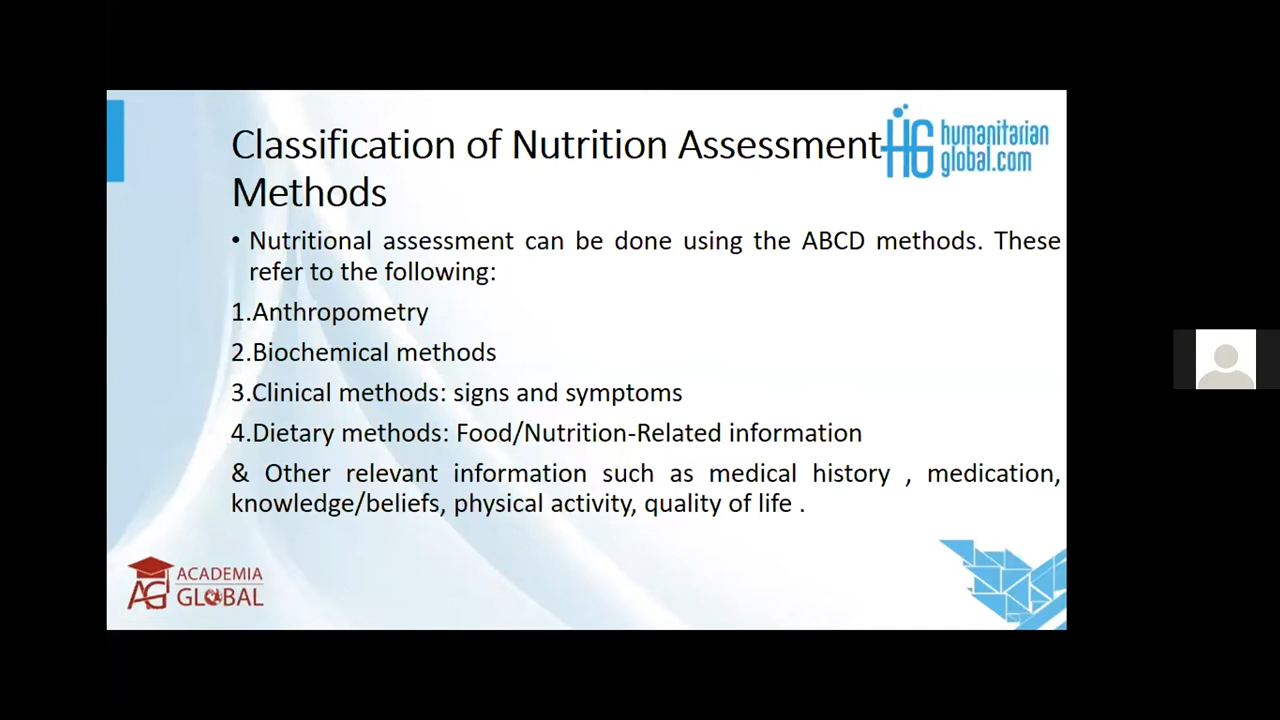 Classification of Nutrition Assessment
Methods
humanitarian
global.com
HG
• Nutritional assessment can be done using the ABCD methods. These
refer to the following:
1.Anthropometry
2.Biochemical methods
3.Clinical methods: signs and symptoms
4.Dietary methods: Food/Nutrition-Related information
& Other relevant information such as medical history , medication,
knowledge/beliefs, physical activity, quality of life .
AG
ACADEMIA
GLOBAL